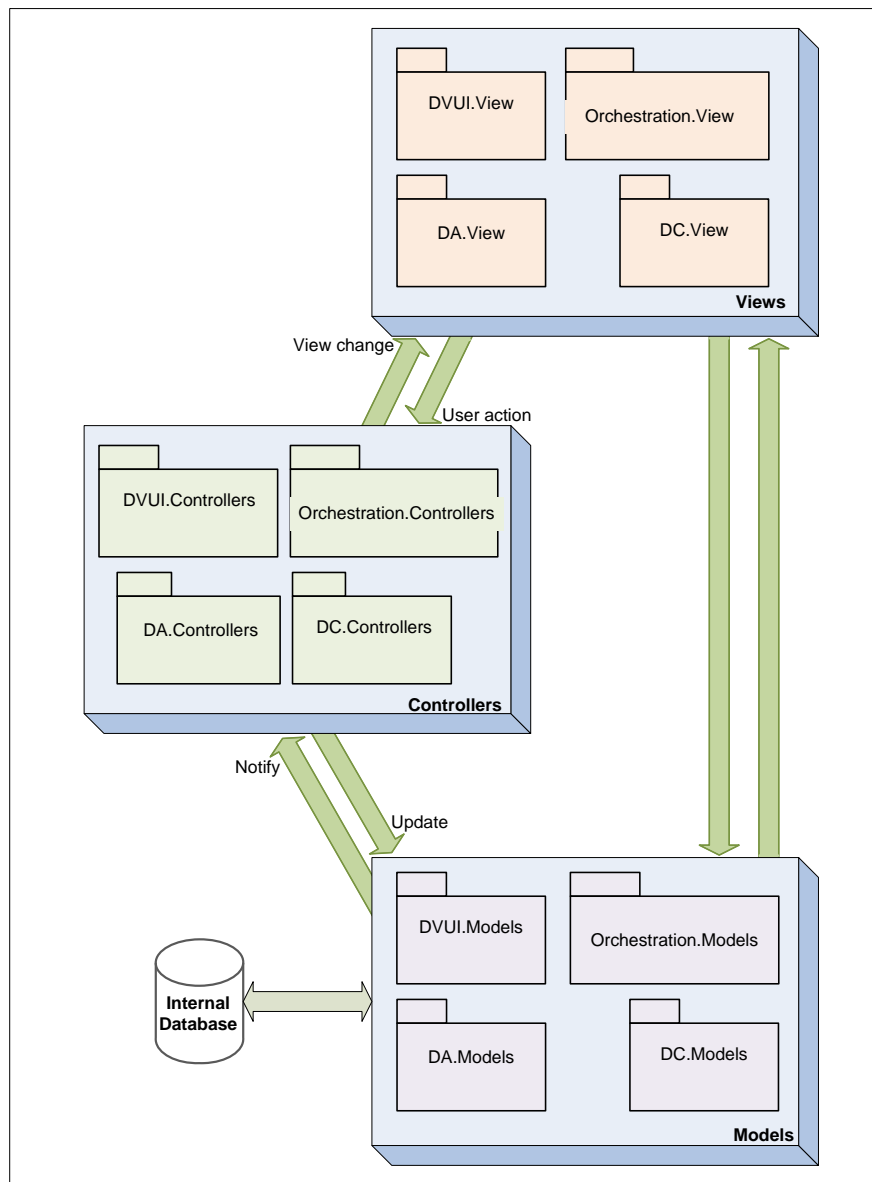 DVUI.View
Orchestration.View
DA.View
DC.View
Views
View change
User action
DVUI.Controllers
Orchestration.Controllers
DA.Controllers
DC.Controllers
Controllers
Notify
Update
DVUI.Models
Orchestration.Models
Internal
Database
DA.Models
DC.Models
Models